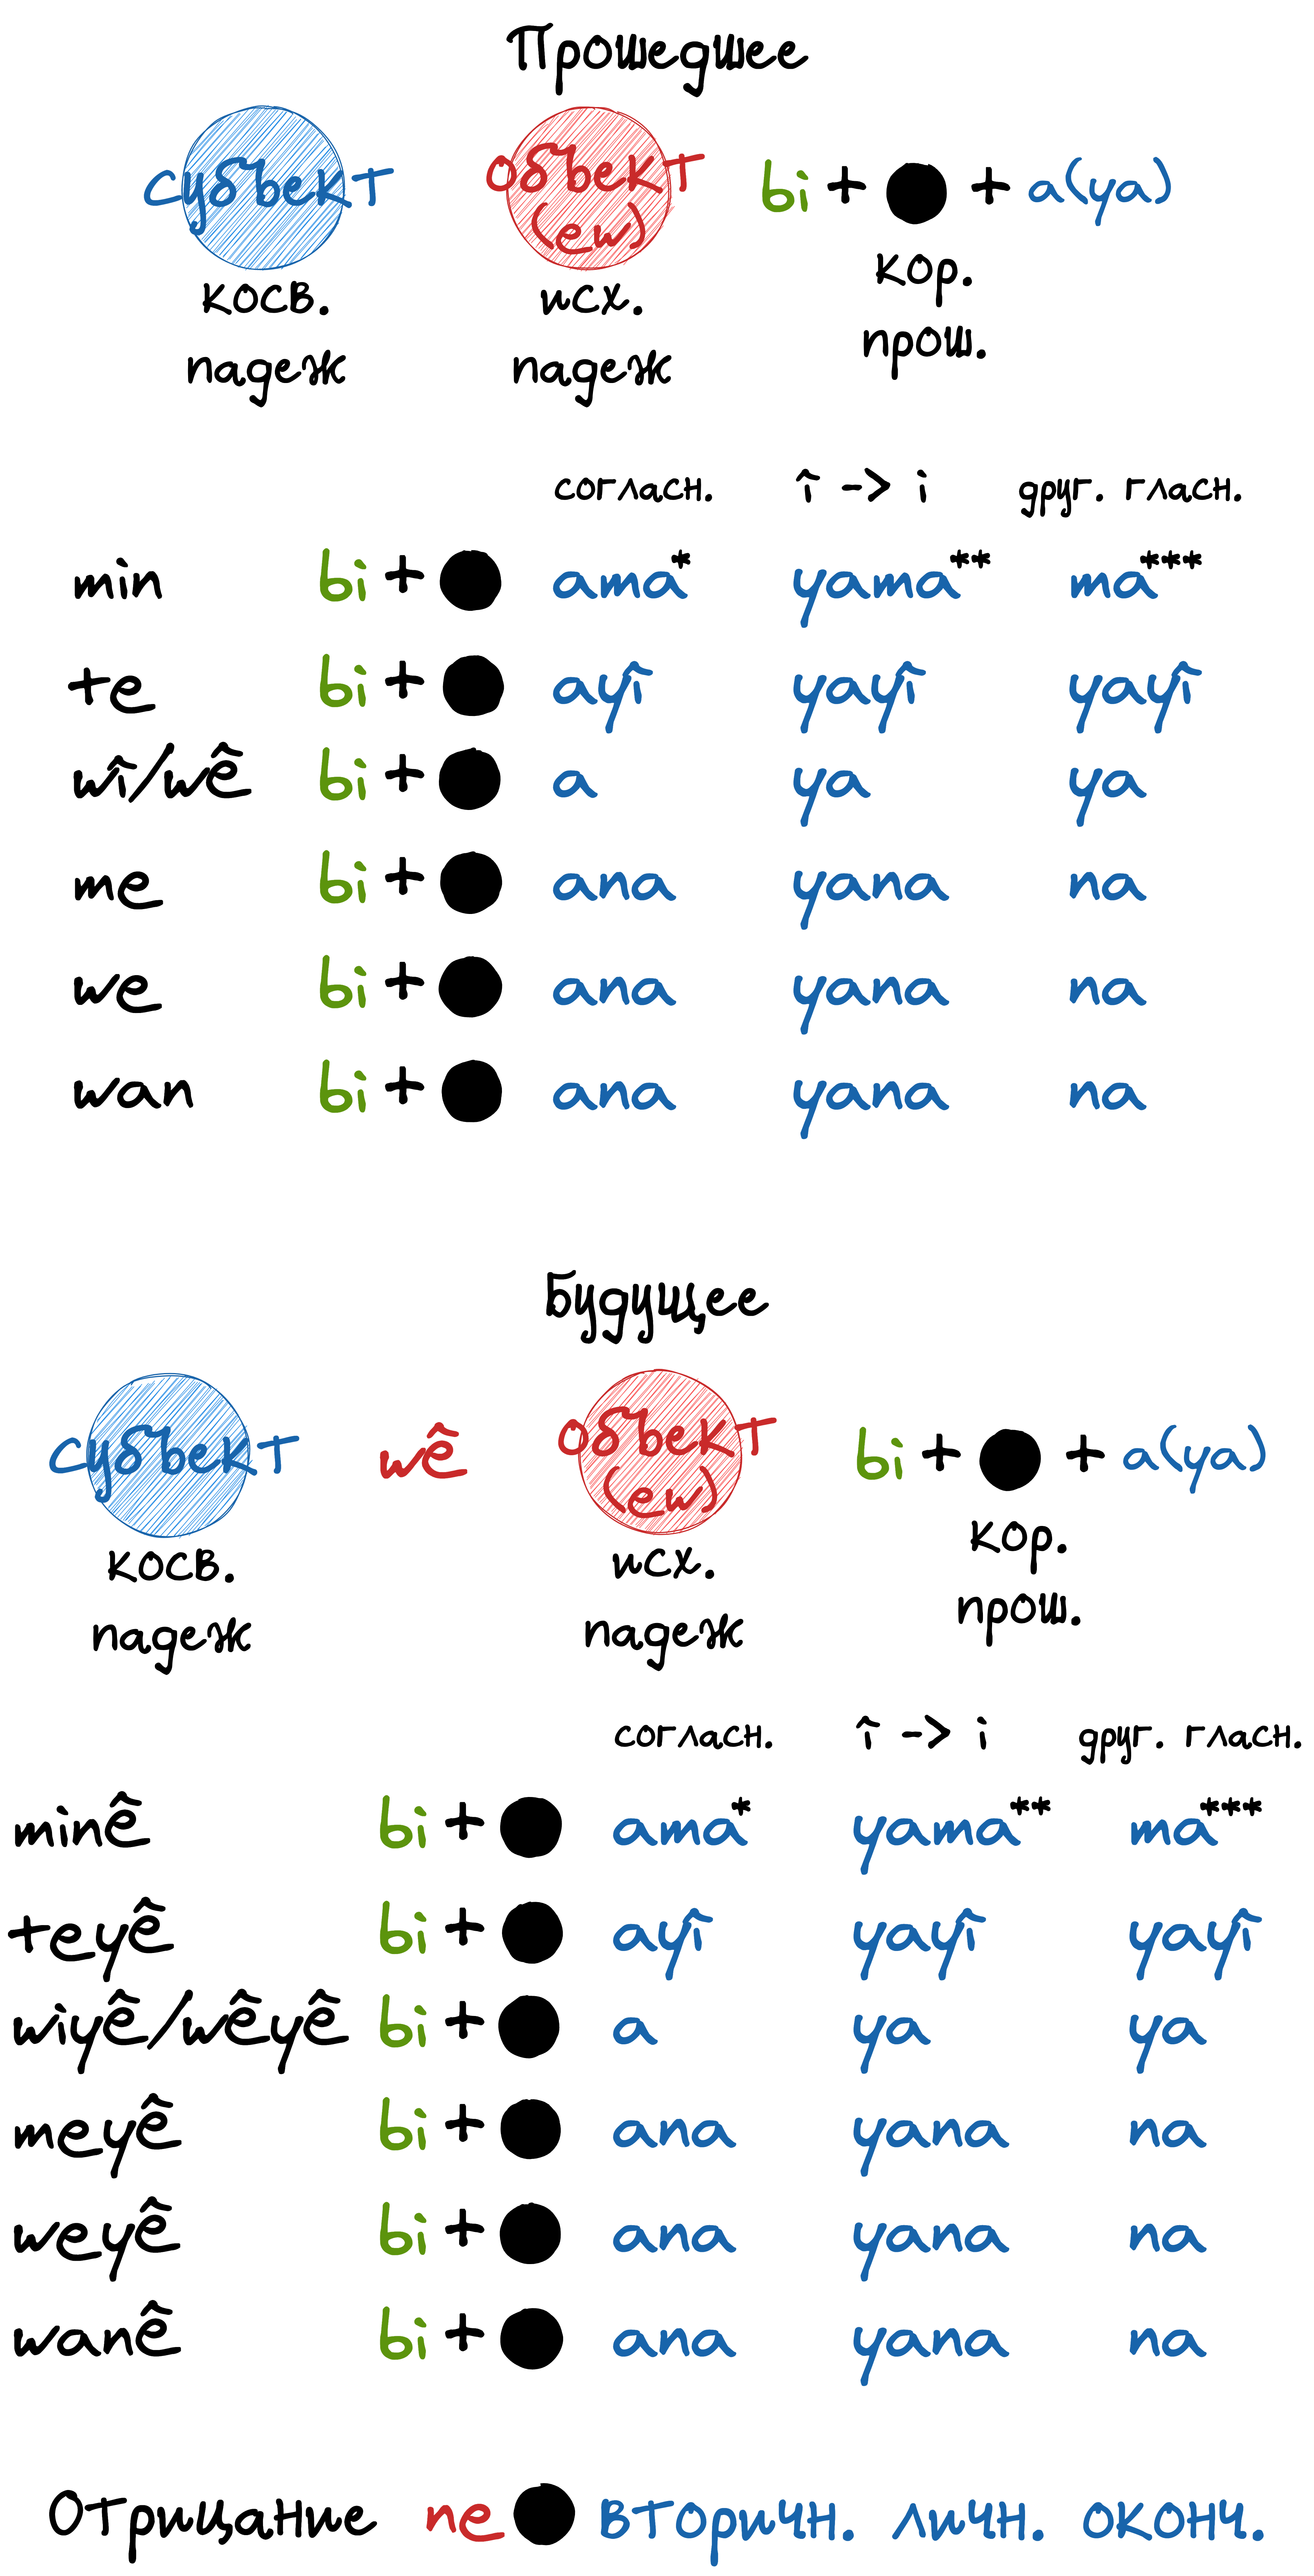 Прошедшее
субъект объект bi + ● + a(ya)
(ew)
косв. исх. кор.
падеж падеж прош.
согласн. î -> i друг. гласн.
min bi + ● ama* yama** ma***
te bi + ● ayî yayî yayî
wî/wê bi + ● a ya ya
me bi + ● ana yana na
we bi + ● ana yana na
wan bi + ● ana yana na
Будущее
субъект wê объект bi + ● + a(ya)
(ew)
косв. исх. кор.
падеж падеж прош.
согласн. î -> i друг. гласн.
minê bi + ● ama* yama** ma***
teyê bi + ● ayî yayî yayî
wiyê/wêyê bi + ● a ya ya
meyê bi + ● ana yana na
weyê bi + ● ana yana na
wanê bi + ● ana yana na
Отрицание ne ● вторичн. личн. оконч.